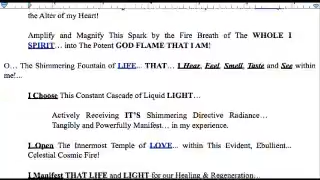 the Alter of my Heart!
Amplify and Magnify This Spark by the Fire Breath of The WHOLE I
SPIRIT… into The Potent GOD FLAME THAT I AM!
O… The Shimmering Fountain of LIFE... THAT… I Hear, Feel, Smell, Taste and See within
me!...
I Choose This Constant Cascade of Liquid LIGHT…
Actively Receiving IT'S Shimmering Directive Radiance…
Tangibly and Powerfully Manifest… in my experience.
I Open The Innermost Temple of LOVE... within This Evident, Ebullient...
Celestial Cosmic Fire!
I Manifest THAT LIFE and LIGHT for our Healing & Regeneration...